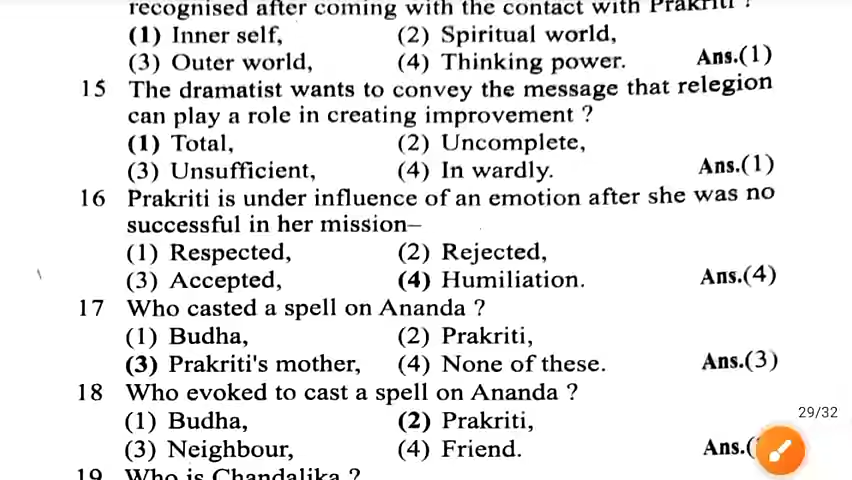 recognised after coming with the contact with Prakriti ?
(1) Inner self, (2) Spiritual world,
(3) Outer world, (4) Thinking power. Ans.(1)
15 The dramatist wants to convey the message that relegion
can play a role in creating improvement ?
(1) Total, (2) Uncomplete,
(3) Unsufficient, (4) In wardly. Ans.(1)
16 Prakriti is under influence of an emotion after she was no
successful in her mission–
(1) Respected, (2) Rejected,
(3) Accepted, (4) Humiliation. Ans.(4)
17 Who casted a spell on Ananda ?
(1) Budha, (2) Prakriti,
(3) Prakriti's mother, (4) None of these. Ans.(3)
18 Who evoked to cast a spell on Ananda ?
(1) Budha, (2) Prakriti,
29/32
(3) Neighbour, (4) Friend. Ans.(
19 Who is Chandalika ?